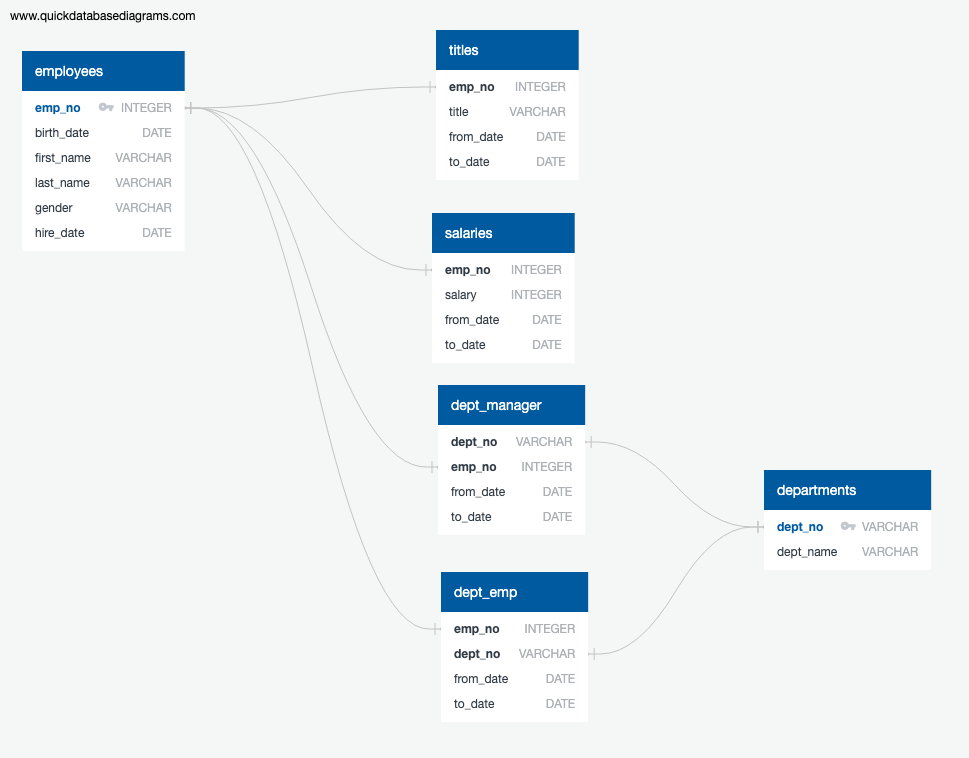 www.quickdatabasediagrams.com
employees
emp_no INTEGER
birth_date DATE
first_name VARCHAR
last_name VARCHAR
gender VARCHAR
hire_date DATE
titles
emp_no INTEGER
title VARCHAR
from_date DATE
to_date DATE
salaries
emp_no INTEGER
salary INTEGER
from_date DATE
to_date DATE
dept_manager
dept_no VARCHAR
emp_no INTEGER
from_date DATE
to_date DATE
departments
dept_no VARCHAR
dept_name VARCHAR
dept_emp
emp_no INTEGER
dept_no VARCHAR
from_date DATE
to_date DATE